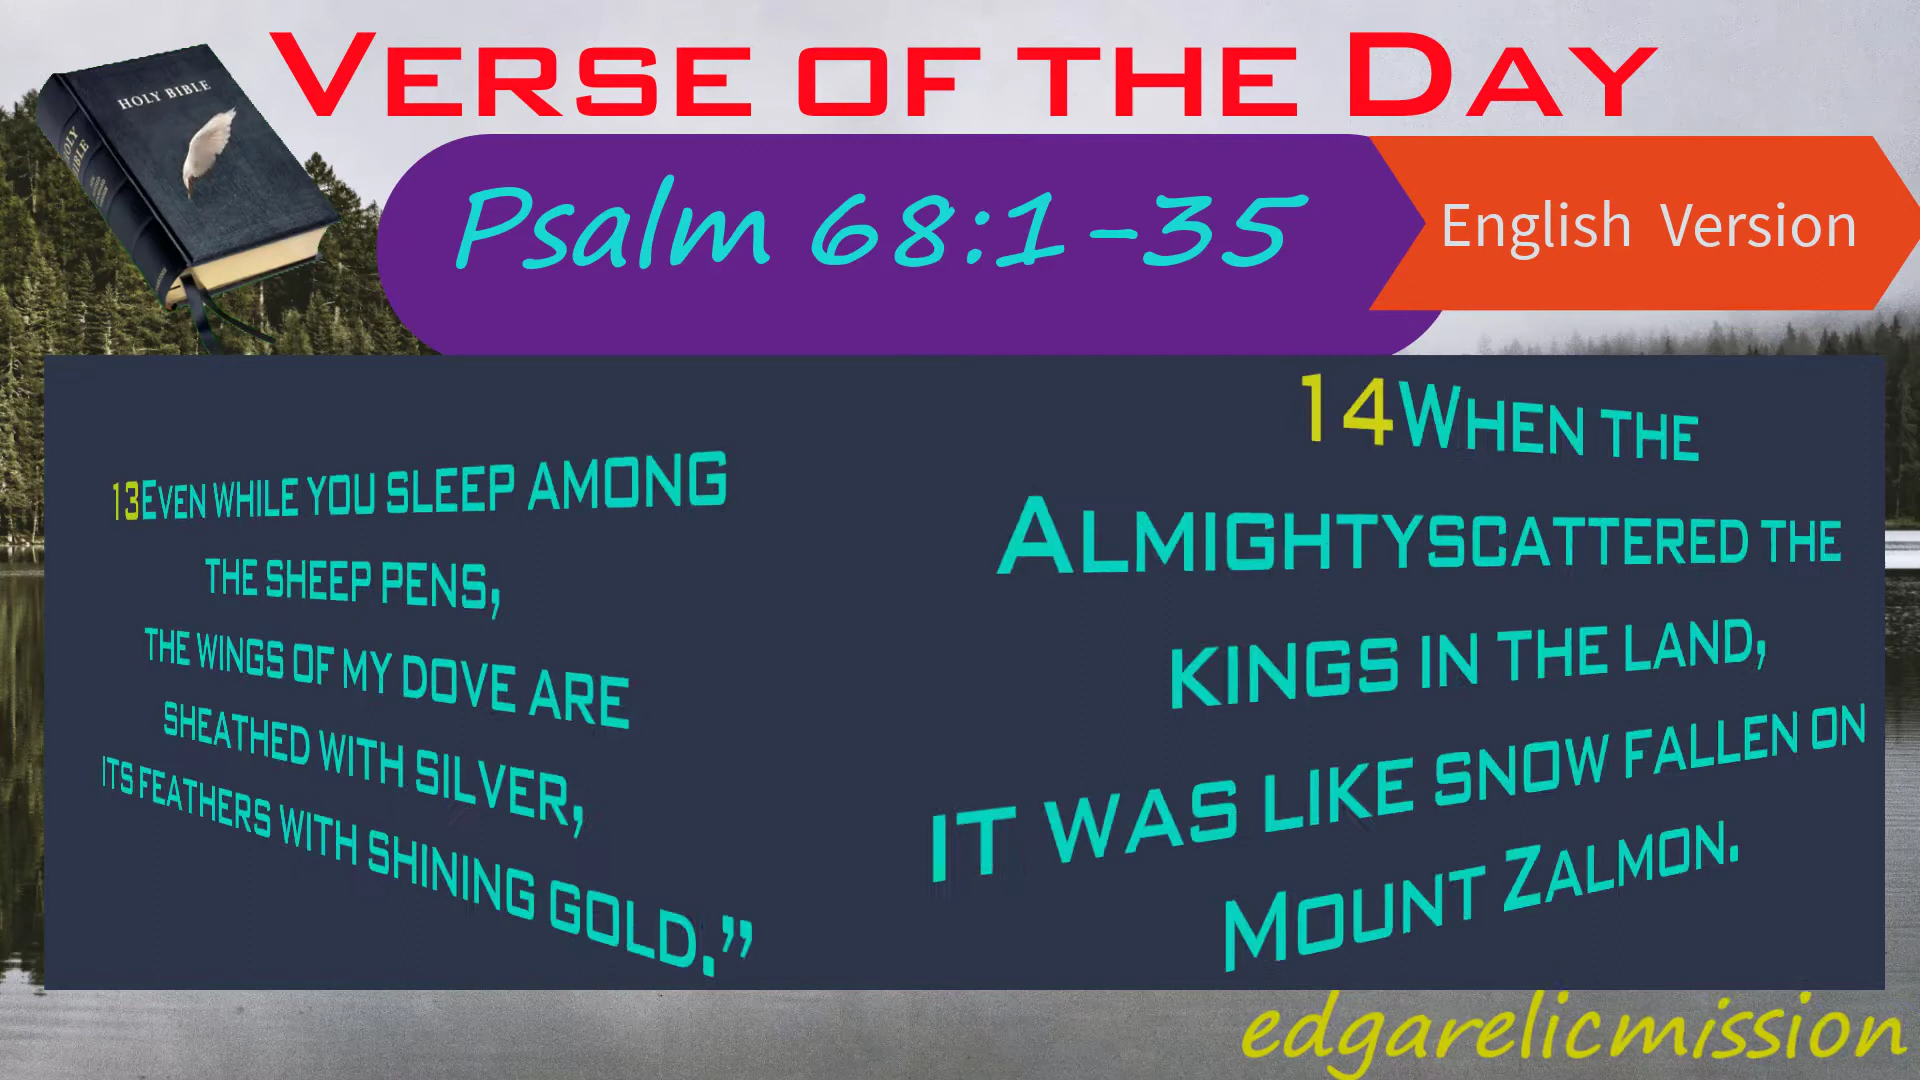 HOLY BIBLE
HOLY
BIBLE
VERSE OF THE DAY
Psalm 68:1-35
English Version
13EVEN WHILE YOU SLEEP AMONG
THE SHEEP PENS,
THE WINGS OF MY DOVE ARE
SHEATHED WITH SILVER,
ITS FEATHERS WITH SHINING GOLD.”
14WHEN THE
ALMIGHTYSCATTERED THE
KINGS IN THE LAND,
IT WAS LIKE SNOW FALLEN ON
MOUNT ZALMON.
edgarelicmission